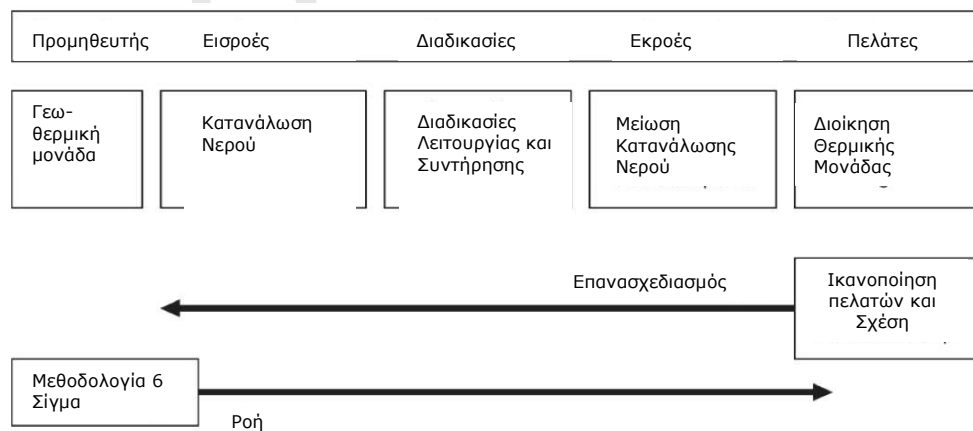 Προμηθευτής Εισροές Διαδικασίες Εκροές Πελάτες
Γεω-
θερμική
μονάδα
Κατανάλωση
Νερού
Διαδικασίες
Λειτουργίας και
Συντήρησης
Μείωση
Κατανάλωσης
Νερού
Διοίκηση
Θερμικής
Μονάδας
Επανασχεδιασμός
Ικανοποίηση
πελατών και
Σχέση
Μεθοδολογία 6
Σίγμα
Ροή